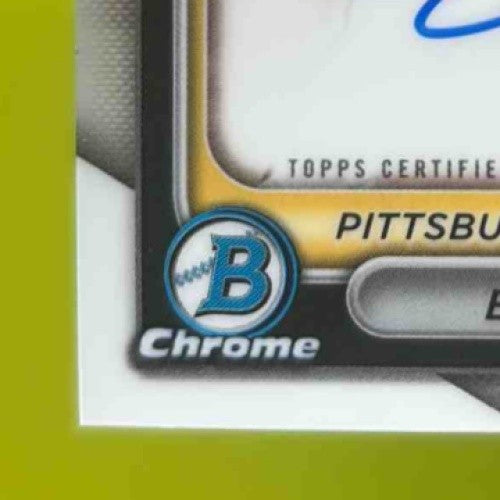 TOPPS CERTIFIE
PITTSBU
B
Chrome